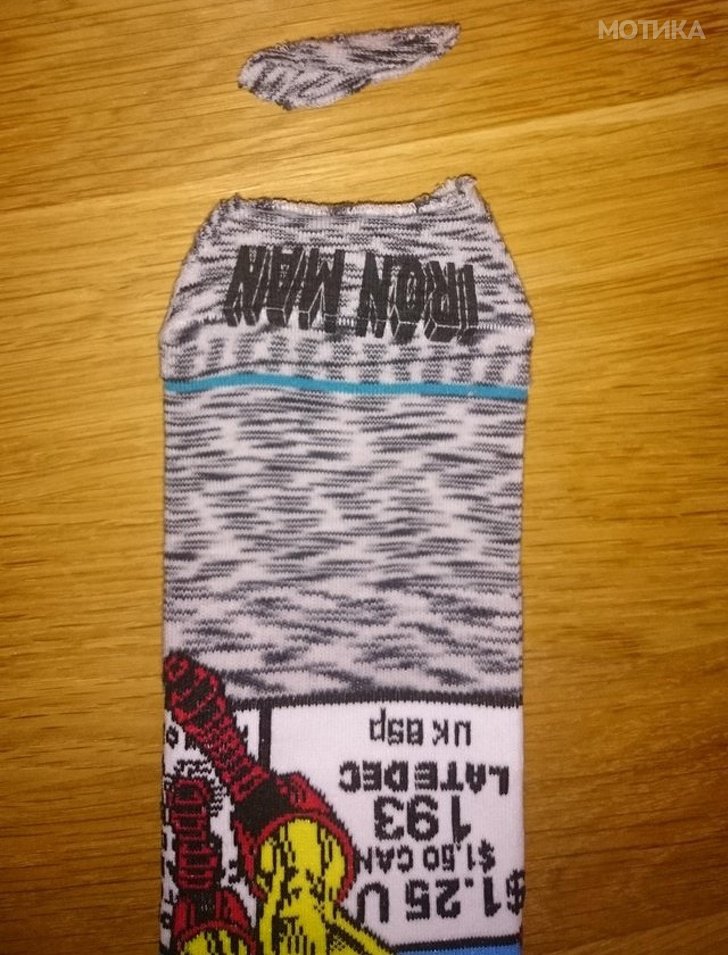 МОТИКА
$1.25 U
$1.50 CAN
193
LATE DEC
UK 85p
IRON MAN